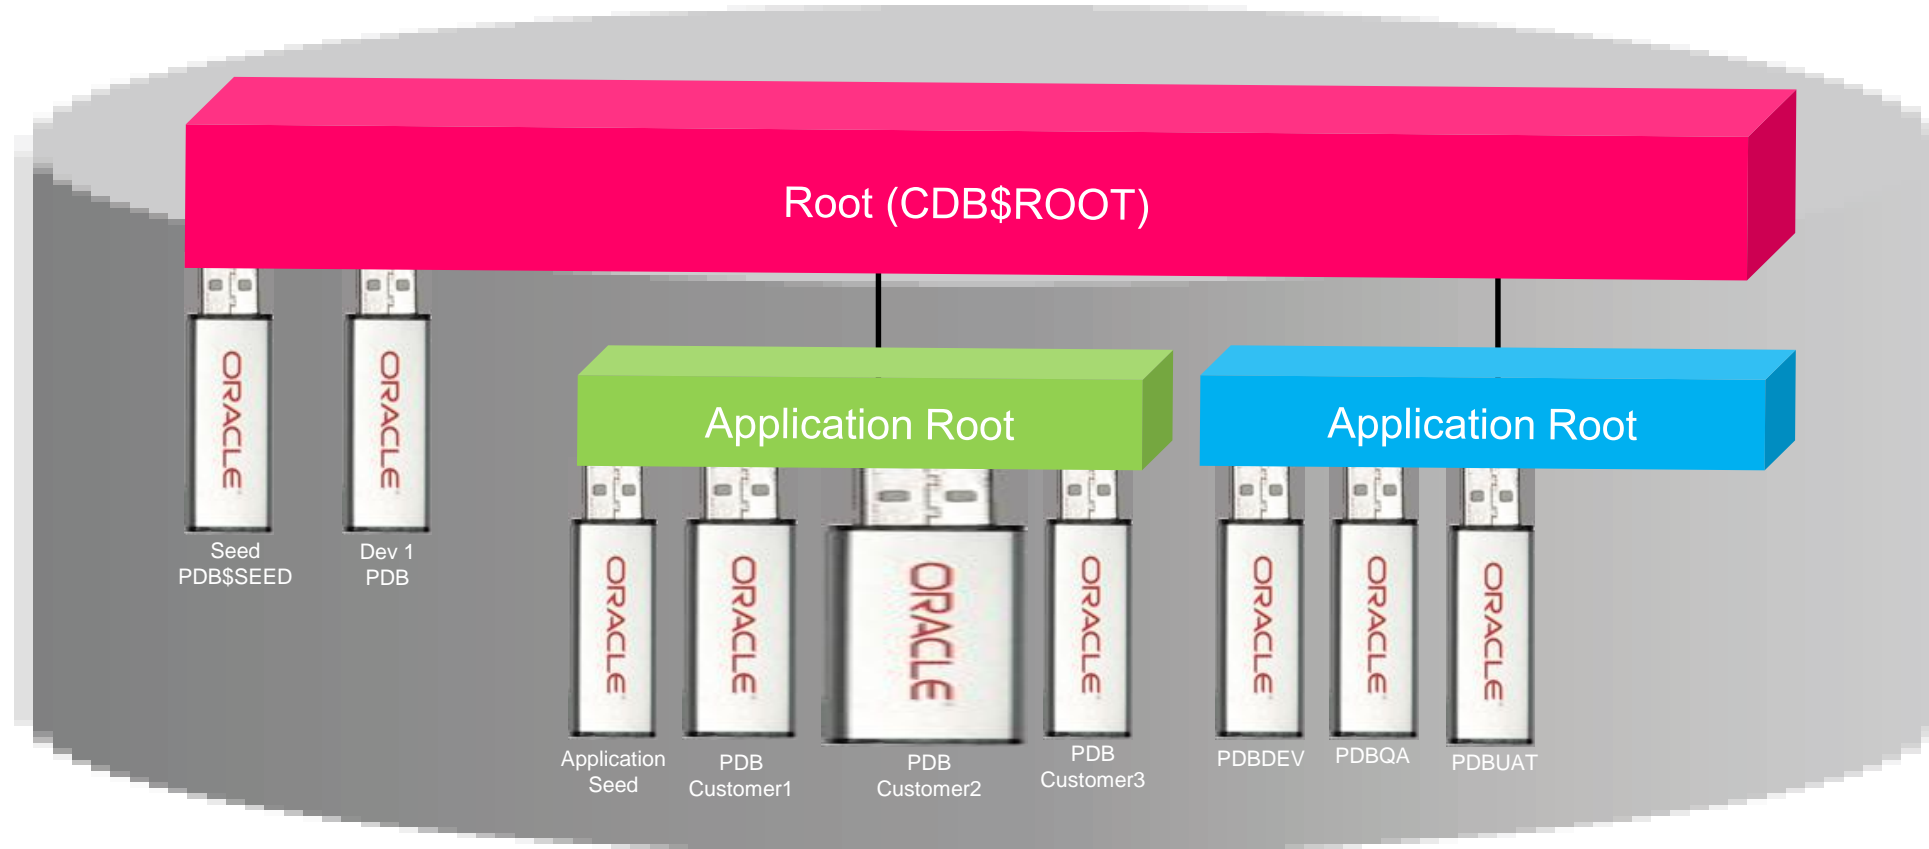 Root (CDB$ROOT)
ORACLE
ORACLE
Seed
PDB$SEED
Dev 1
PDB
Application Root
Application Root
ORACLE
ORACLE
ORACLE
ORACLE
ORACLE
ORACLE
ORACLE
Application
Seed
PDB
Customer1
PDB
Customer2
PDB
Customer3
PDBDEV
PDBQA
PDBUAT